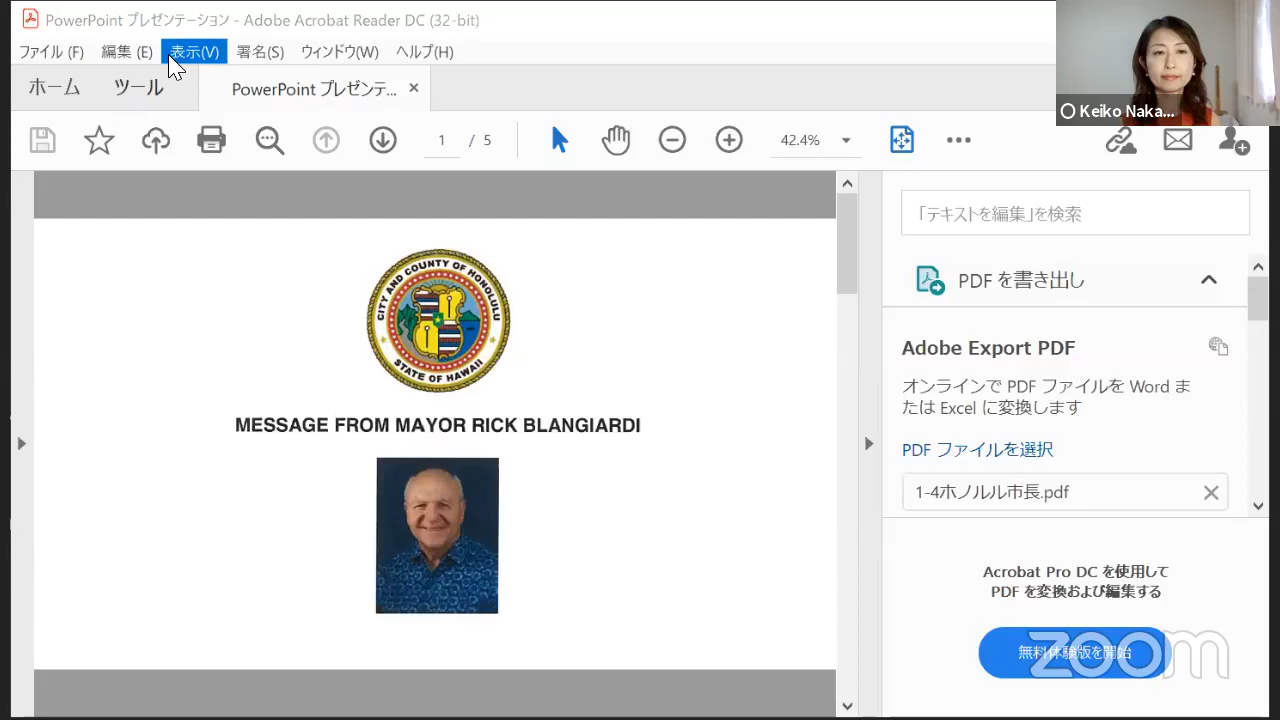 PowerPoint プレゼンテーション - Adobe Acrobat Reader DC (32-bit)
ファイル (F) 編集 (E) 表示(V) 署名(S) ウィンドウ(W) ヘルプ(H)
ホーム ツール PowerPoint プレゼンテ... ×
Keiko Naka...
1 / 5 42.4%
「テキストを編集」を検索
CITY AND COUNTY OF HONOLULU
STATE OF HAWAII
MESSAGE FROM MAYOR RICK BLANGIARDI
PDF を書き出し
Adobe Export PDF
オンラインで PDF ファイルを Word ま
たは Excel に変換します
PDF ファイルを選択
1-4ホノルル市長.pdf
Acrobat Pro DC を使用して
PDF を変換および編集する
無料体験版を開始
zoom